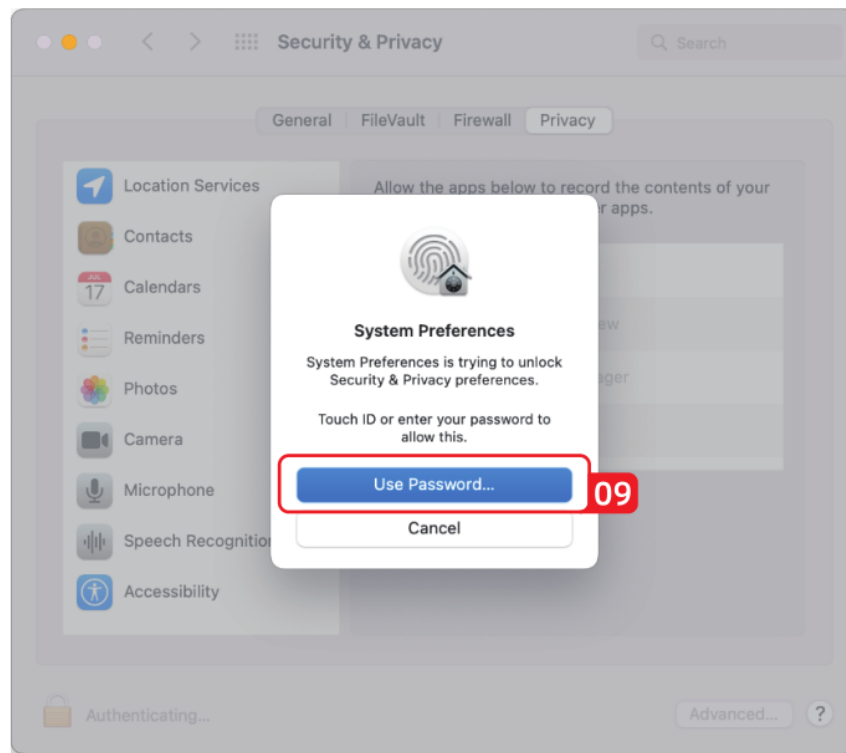 Security & Privacy
Search
General
FileVault
Firewall
Privacy
Location Services
Contacts
JUL
17
Calendars
Reminders
Photos
Camera
Microphone
Speech Recognitio
Accessibility
Allow the apps below to record the contents of your
r apps.
ew
ager
System Preferences
System Preferences is trying to unlock
Security & Privacy preferences.
Touch ID or enter your password to
allow this.
Use Password...
09
Cancel
Authenticating...
Advanced...
?